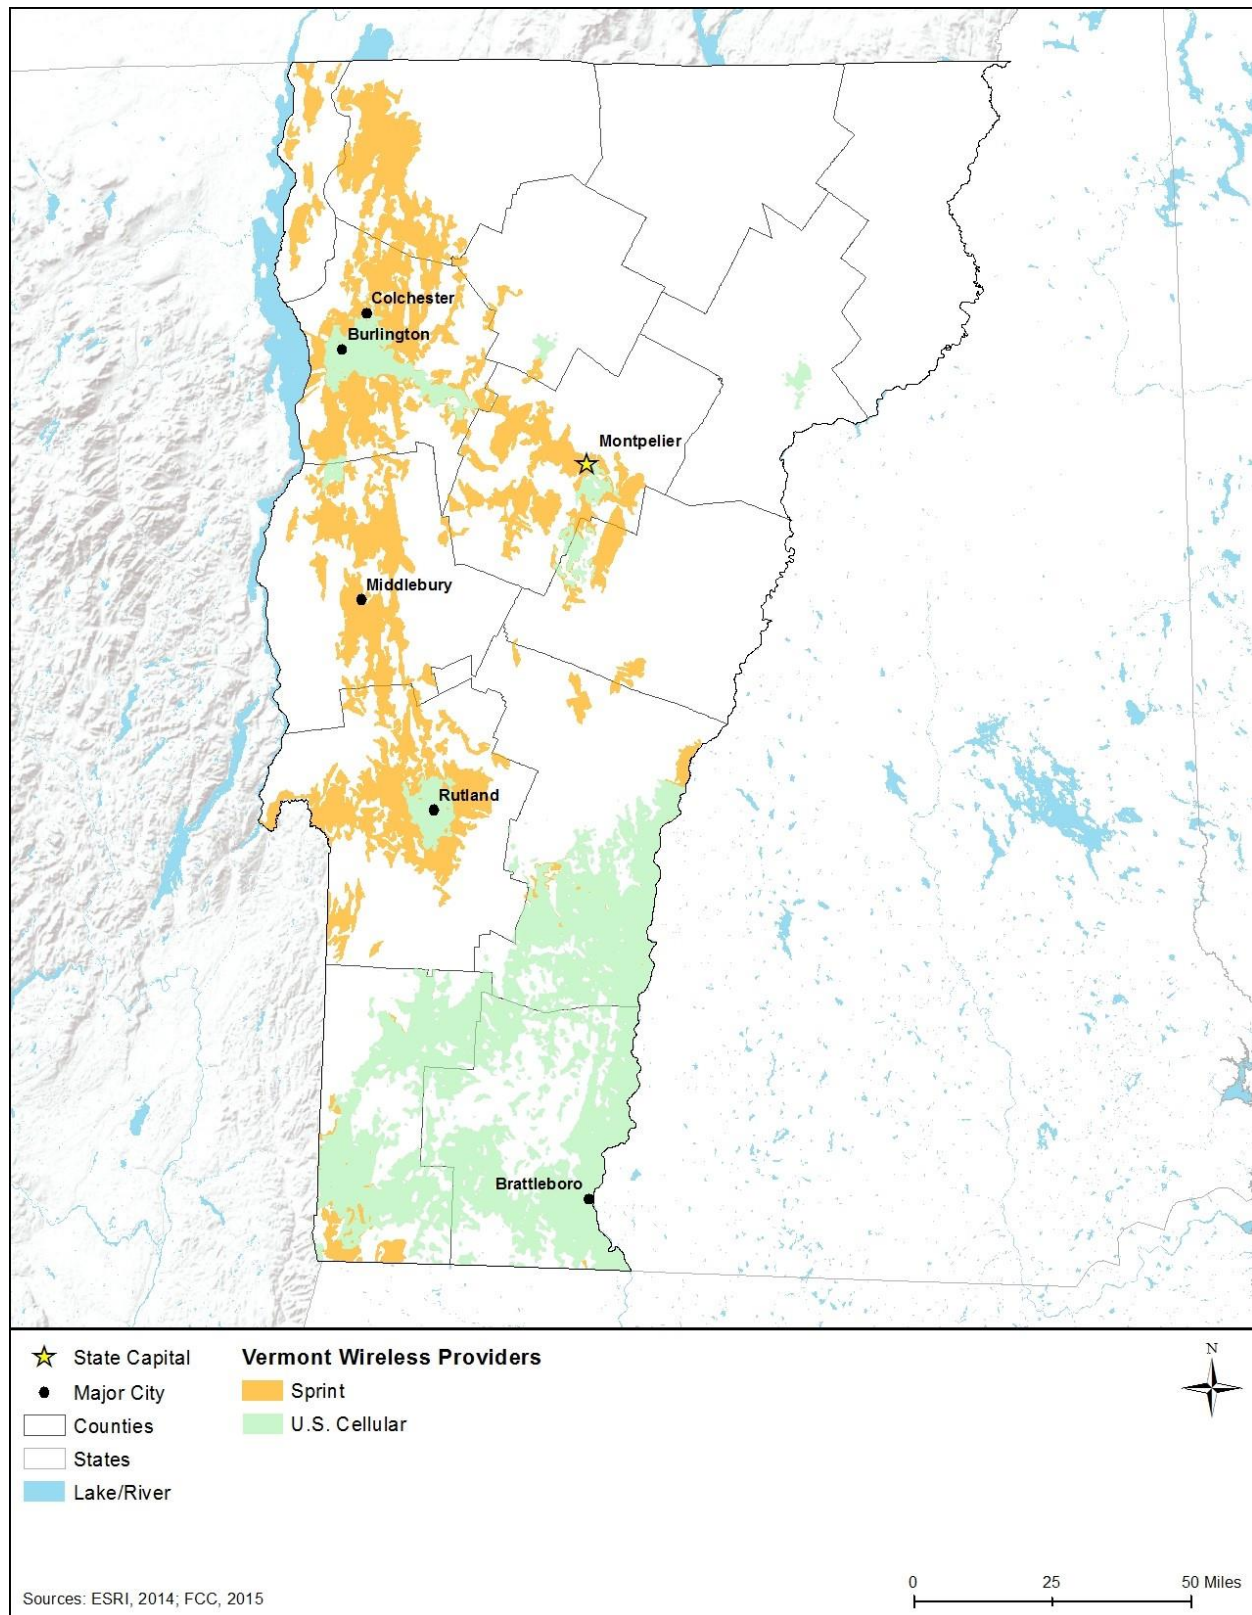 Colchester
Burlington
Montpelier
Middlebury
Rutland
Brattleboro
State Capital
Major City
Counties
States
Lake/River
Vermont Wireless Providers
Sprint
U.S. Cellular
N
Sources: ESRI, 2014; FCC, 2015
0 25 50 Miles